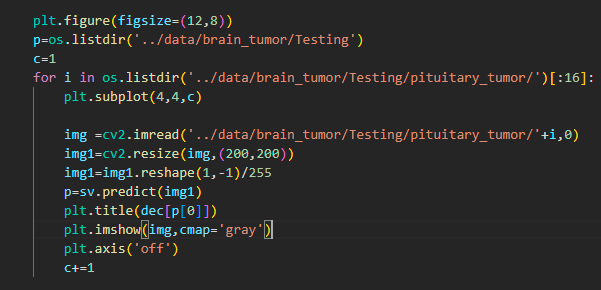 plt.figure(figsize=(12,8))
p=os.listdir('../data/brain_tumor/Testing')
c=1
for i in os.listdir('../data/brain_tumor/Testing/pituitary_tumor/')[:16]:
    plt.subplot(4,4,c)

    img =cv2.imread('../data/brain_tumor/Testing/pituitary_tumor/'+i,0)
    img1=cv2.resize(img,(200,200))
    img1=img1.reshape(1,-1)/255
    p=sv.predict(img1)
    plt.title(dec[p[0]])
    plt.imshow(img,cmap='gray')
    plt.axis('off')
    c+=1